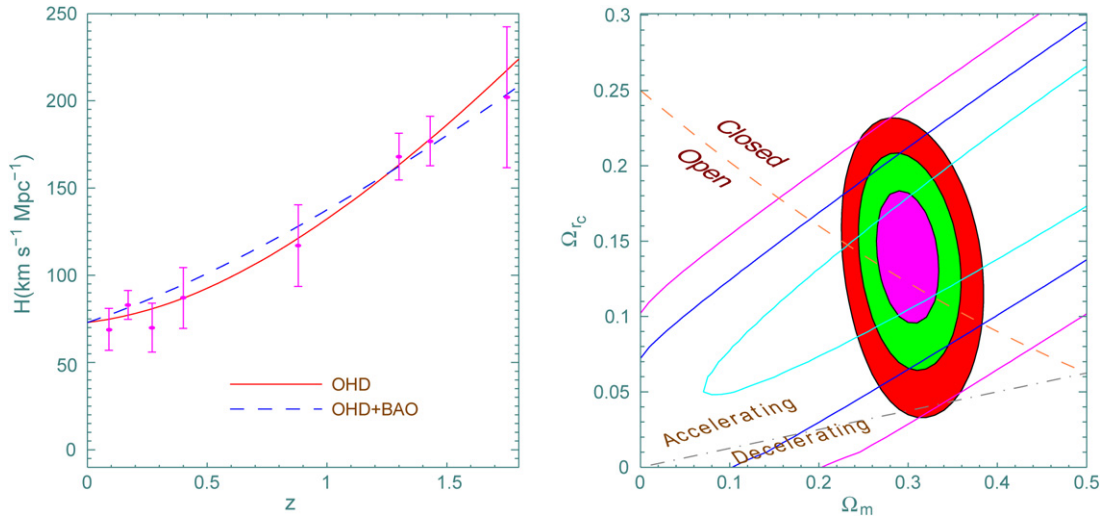 250
200
150
100
50
0
H(km s⁻¹ Mpc⁻¹)
OHD
OHD+BAO
0
0.5
1
1.5
z
0.3
0.25
0.2
0.15
0.1
0.05
0
Ωr_c
Closed
Open
Accelerating
Decelerating
0
0.1
0.2
0.3
0.4
0.5
Ωm